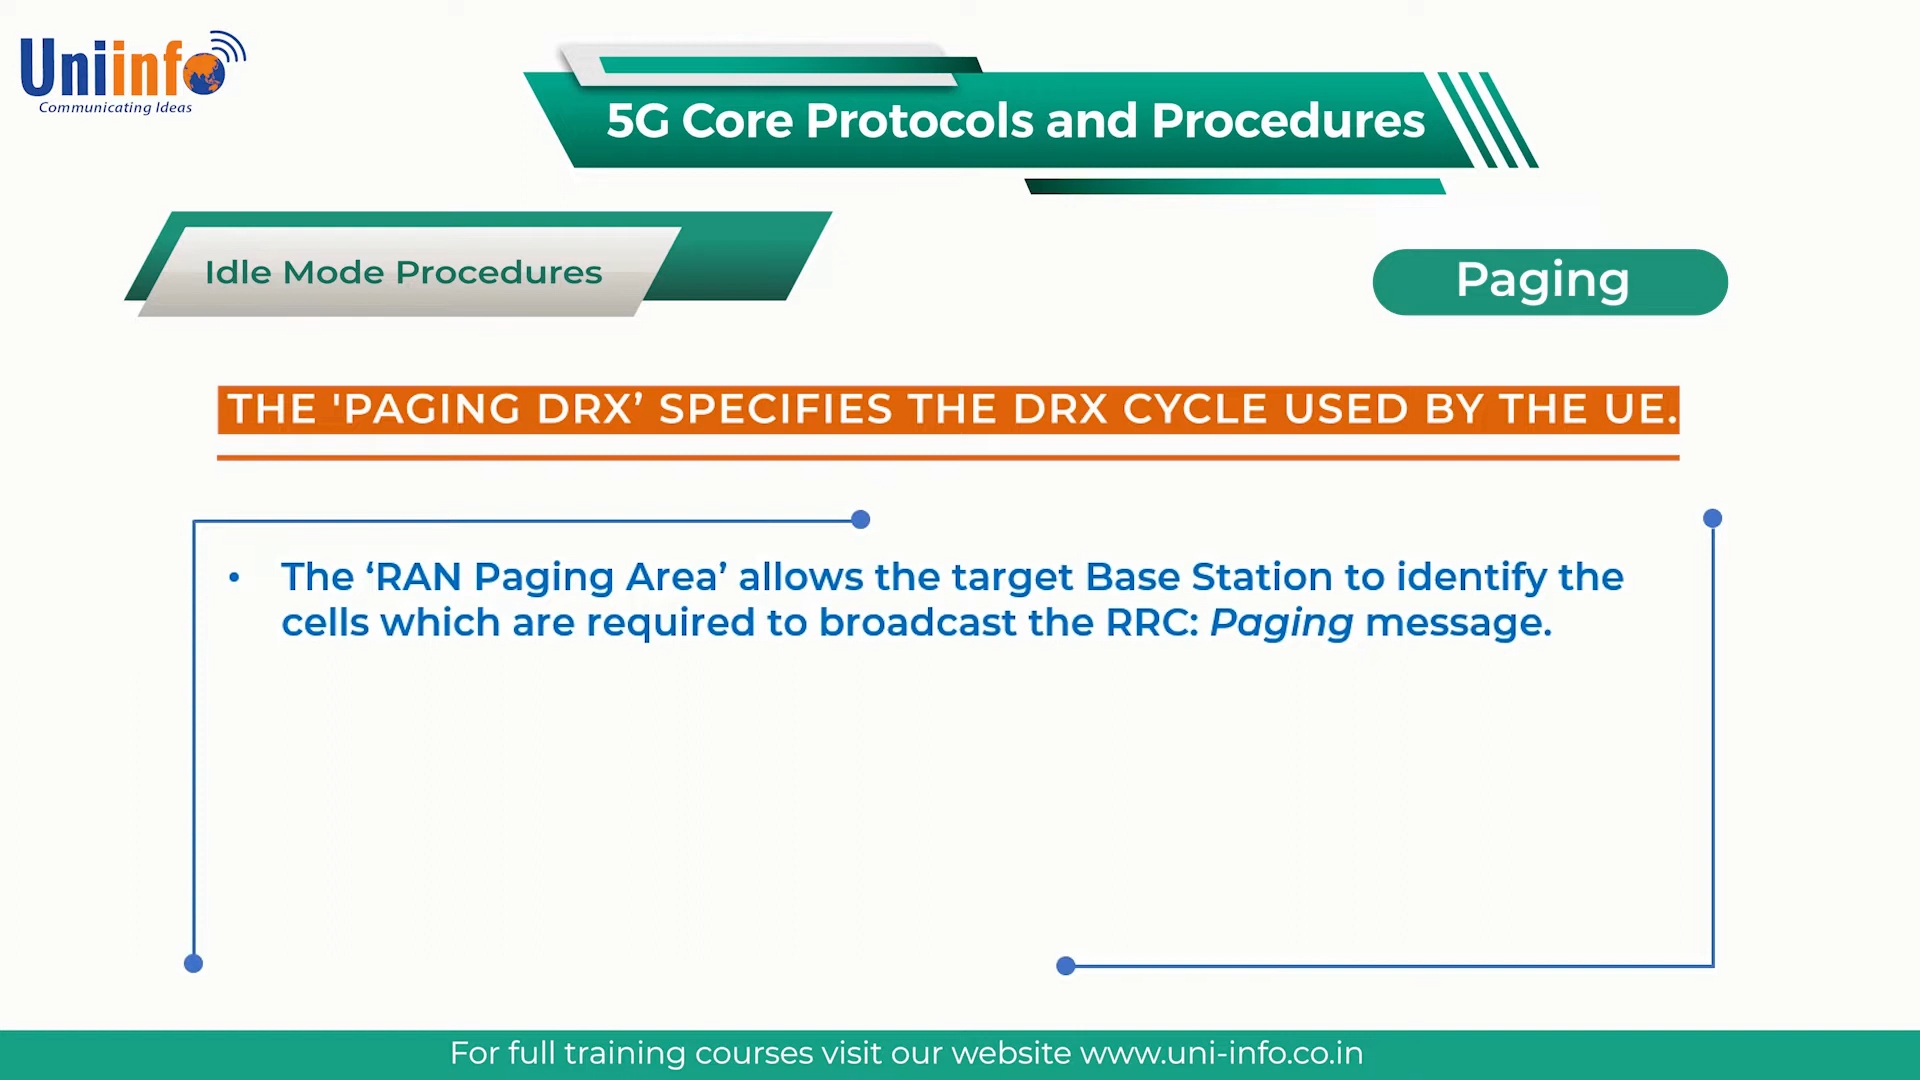 Uniinfo
Communicating Ideas
5G Core Protocols and Procedures
Idle Mode Procedures
Paging
THE 'PAGING DRX’ SPECIFIES THE DRX CYCLE USED BY THE UE.
• The ‘RAN Paging Area’ allows the target Base Station to identify the
cells which are required to broadcast the RRC: Paging message.
For full training courses visit our website www.uni-info.co.in